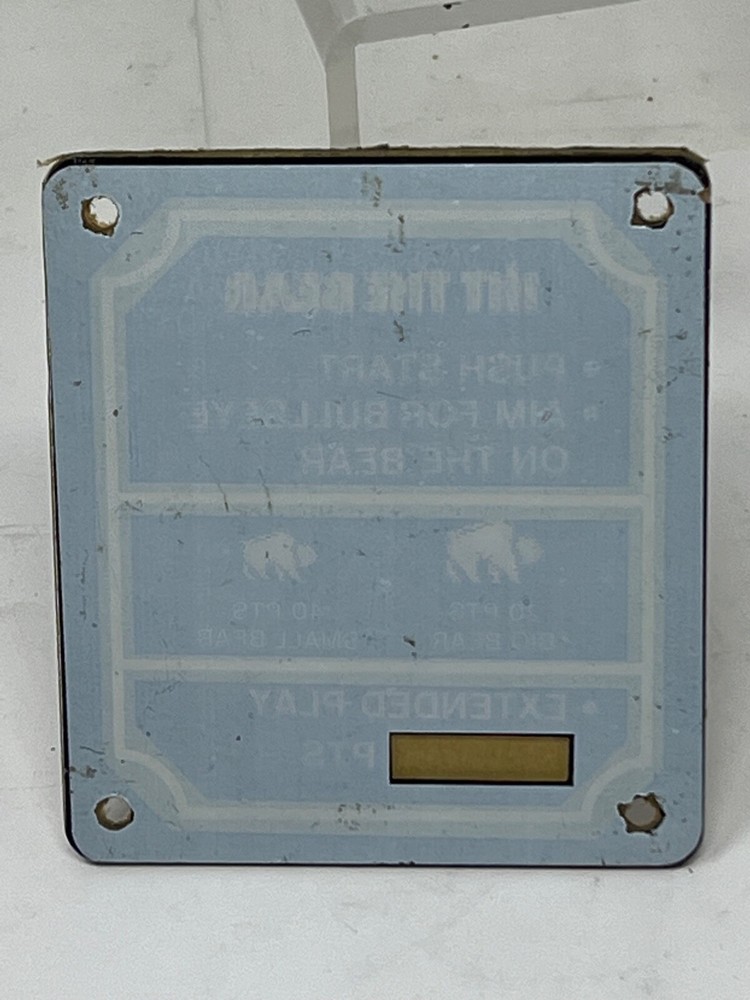 HIT THE BEAR
• PUSH START
• AIM FOR BULLSEYE
ON THE BEAR
20 PTS 40 PTS
BIG BEAR SMALL BEAR
• EXTENDED PLAY
PTS